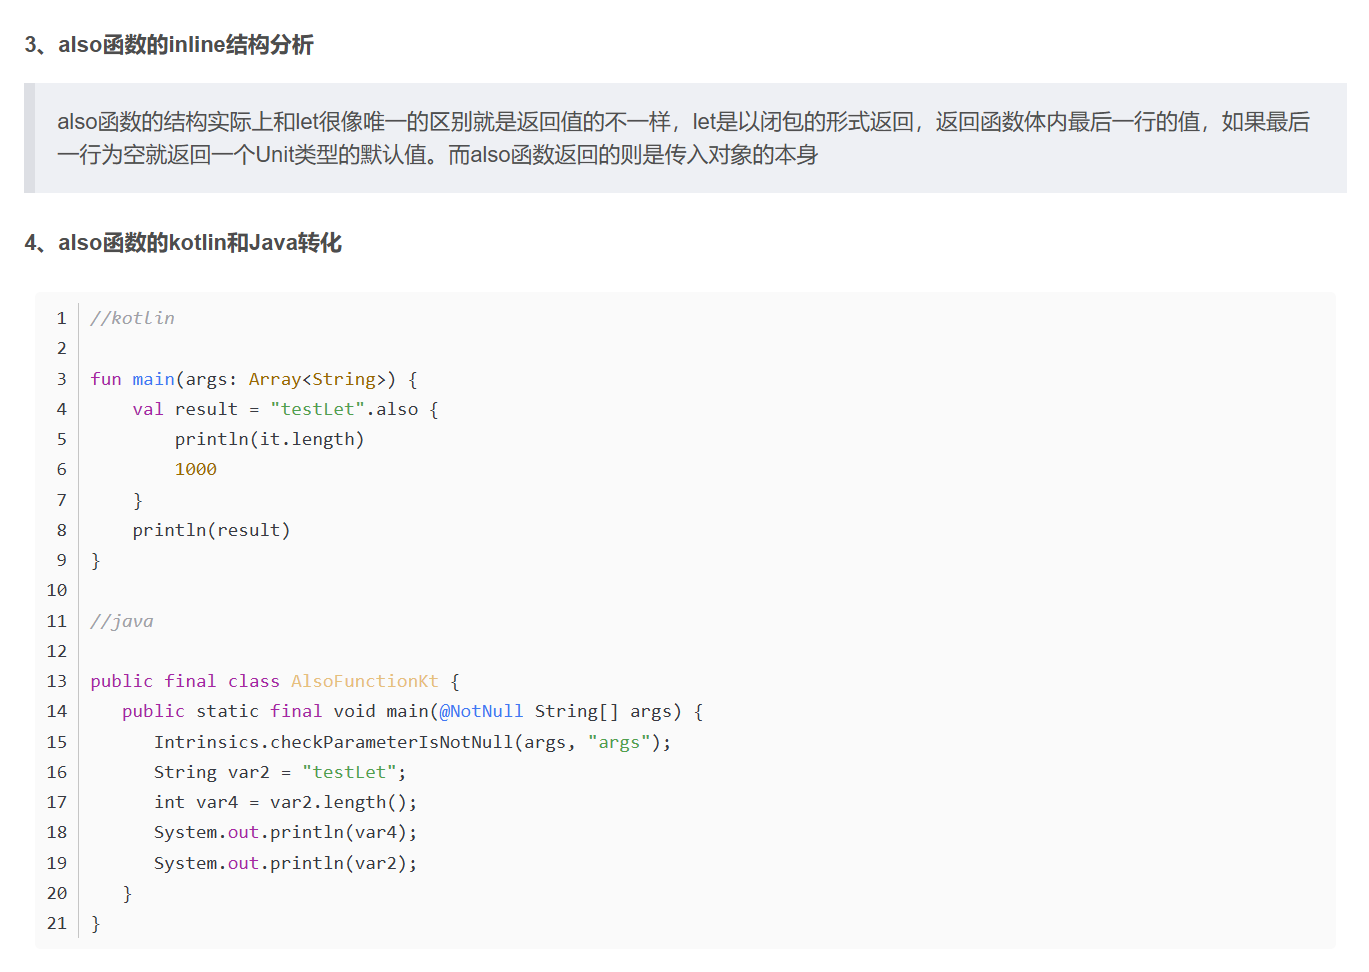 3、also函数的inline结构分析
also函数的结构实际上和let很像唯一的区别就是返回值的不一样，let是以闭包的形式返回，返回函数体内最后一行的值，如果最后
一行为空就返回一个Unit类型的默认值。而also函数返回的则是传入对象的本身
4、also函数的kotlin和Java转化
1 //kotlin
2
3 fun main(args: Array<String>) {
4     val result = "testLet".also {
5         println(it.length)
6         1000
7     }
8     println(result)
9 }
10
11 //java
12
13 public final class AlsoFunctionKt {
14    public static final void main(@NotNull String[] args) {
15       Intrinsics.checkParameterIsNotNull(args, "args");
16       String var2 = "testLet";
17       int var4 = var2.length();
18       System.out.println(var4);
19       System.out.println(var2);
20    }
21 }